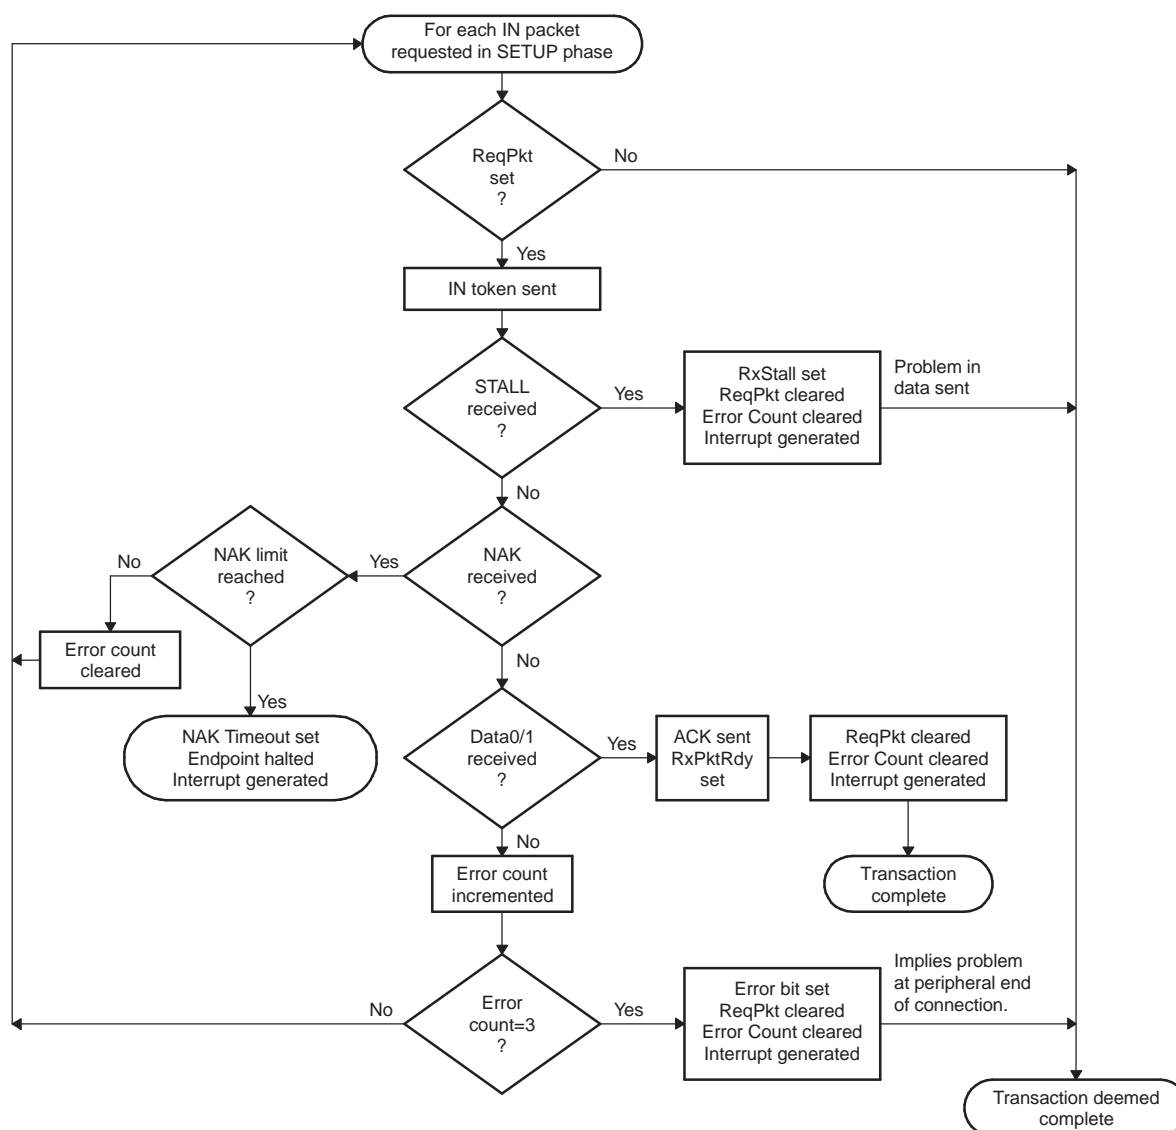 For each IN packet
requested in SETUP phase
ReqPkt
set
?
No
Yes
IN token sent
STALL
received
?
Yes
RxStall set
ReqPkt cleared
Error Count cleared
Interrupt generated
Problem in
data sent
No
NAK limit
reached
?
No
Yes
NAK
received
?
Error count
cleared
No
Yes
NAK Timeout set
Endpoint halted
Interrupt generated
Data0/1
received
?
Yes
ACK sent
RxPktRdy
set
ReqPkt cleared
Error Count cleared
Interrupt generated
No
Error count
incremented
Transaction
complete
No
Error
count=3
?
Yes
Error bit set
ReqPkt cleared
Error Count cleared
Interrupt generated
Implies problem
at peripheral end
of connection.
Transaction deemed
complete